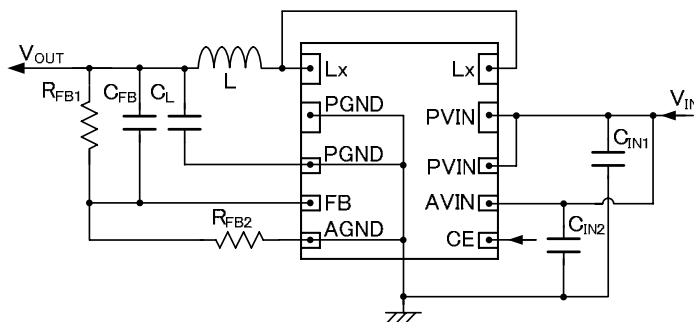 VOUT
RFB1
CFB
CL
L
Lx
Lx
PGND
PVIN
VIN
CIN1
PGND
PVIN
FB
AVIN
RFB2
AGND
CE
CIN2